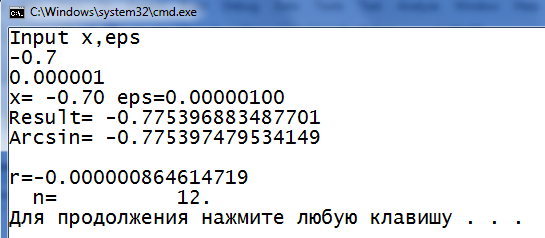 C:\Windows\system32\cmd.exe
Input x,eps
-0.7
0.000001
x= -0.70 eps=0.00000100
Result= -0.775396883487701
Arcsin= -0.775397479534149
r=-0.000000864614719
n= 12.
Для продолжения нажмите любую клавишу . . .